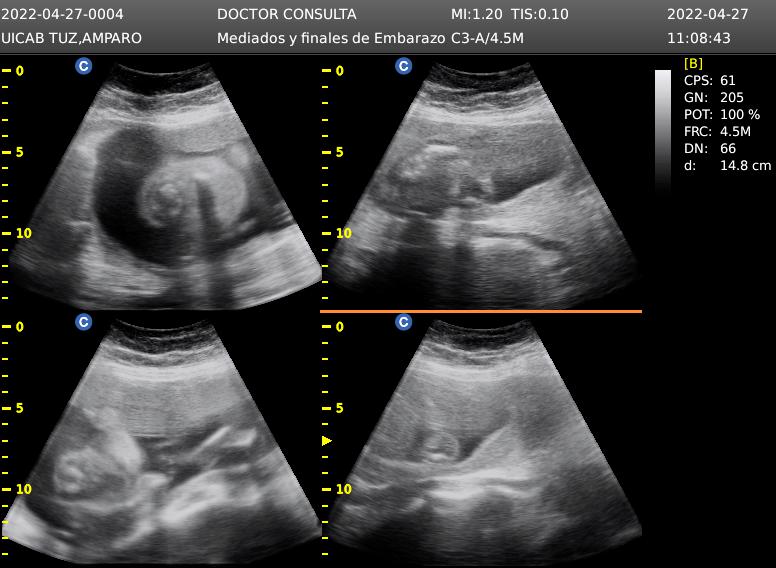 2022-04-27-0004 DOCTOR CONSULTA MI:1.20 TIS:0.10 2022-04-27
UICAB TUZ,AMPARO Mediados y finales de Embarazo C3-A/4.5M 11:08:43
C C
0 0
5 5
10 10
C C
0 0
5 5
10 10
[B]
CPS: 61
GN: 205
POT: 100 %
FRC: 4.5M
DN: 66
d: 14.8 cm